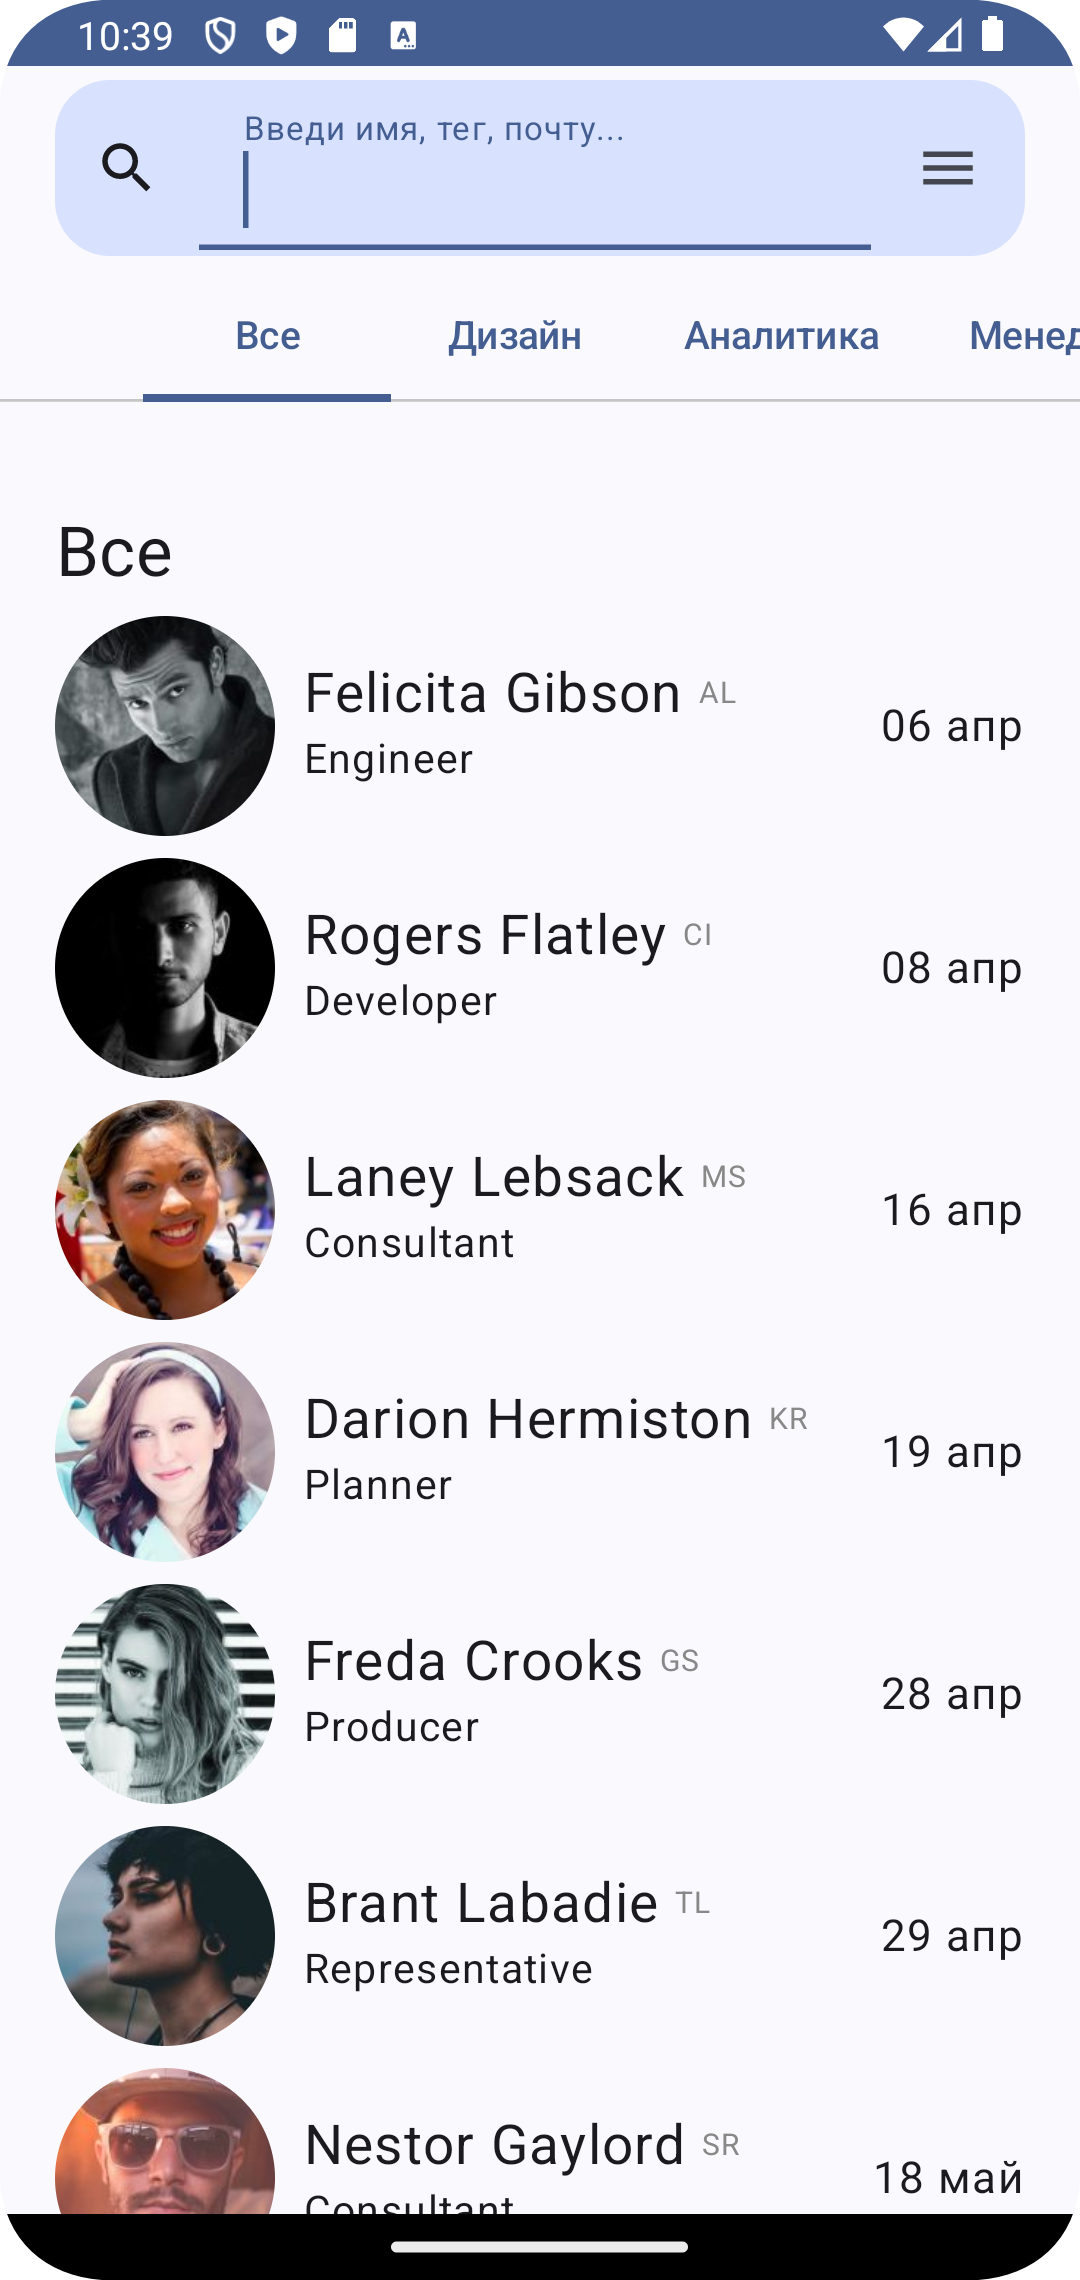 10:39
Введи имя, тег, почту...
Все Дизайн Аналитика Менед
Все
Felicita Gibson AL
Engineer
06 апр
Rogers Flatley CI
Developer
08 апр
Laney Lebsack MS
Consultant
16 апр
Darion Hermiston KR
Planner
19 апр
Freda Crooks GS
Producer
28 апр
Brant Labadie TL
Representative
29 апр
Nestor Gaylord SR
Consultant
18 май